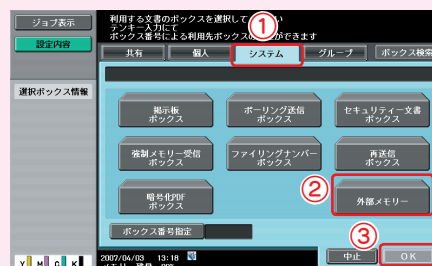 ジョブ表示
利用する文書のボックスを選択して
①
い
テンキー入力にて
ボックス番号による利用先ボックスの
ができます
設定内容
共有
個人
システム
グループ
ボックス検索
選択ボックス情報
掲示板
ボックス
ポーリング送信
ボックス
セキュリティー文書
ボックス
強制メモリー受信
ボックス
ファイリングナンバー
ボックス
再送信
ボックス
暗号化PDF
ボックス
②
外部メモリー
ボックス番号指定
③
中止
OK
2007/04/03 13:18
Y M C K